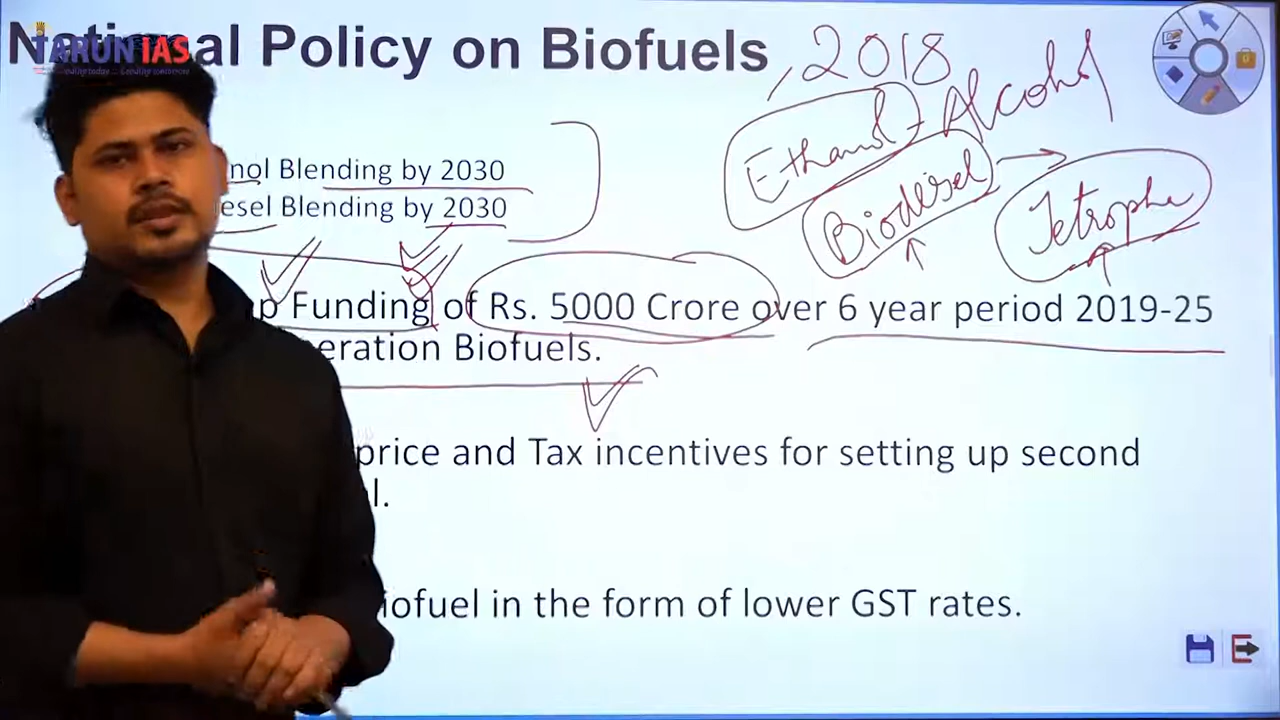 National Policy on Biofuels
TARUN IAS
, 2018
Ethanol - Alcohol
Biodiesel → Jetrophe
nol Blending by 2030
esel Blending by 2030
p Funding of Rs. 5000 Crore over 6 year period 2019-25
eration Biofuels.
price and Tax incentives for setting up second
l.
iofuel in the form of lower GST rates.